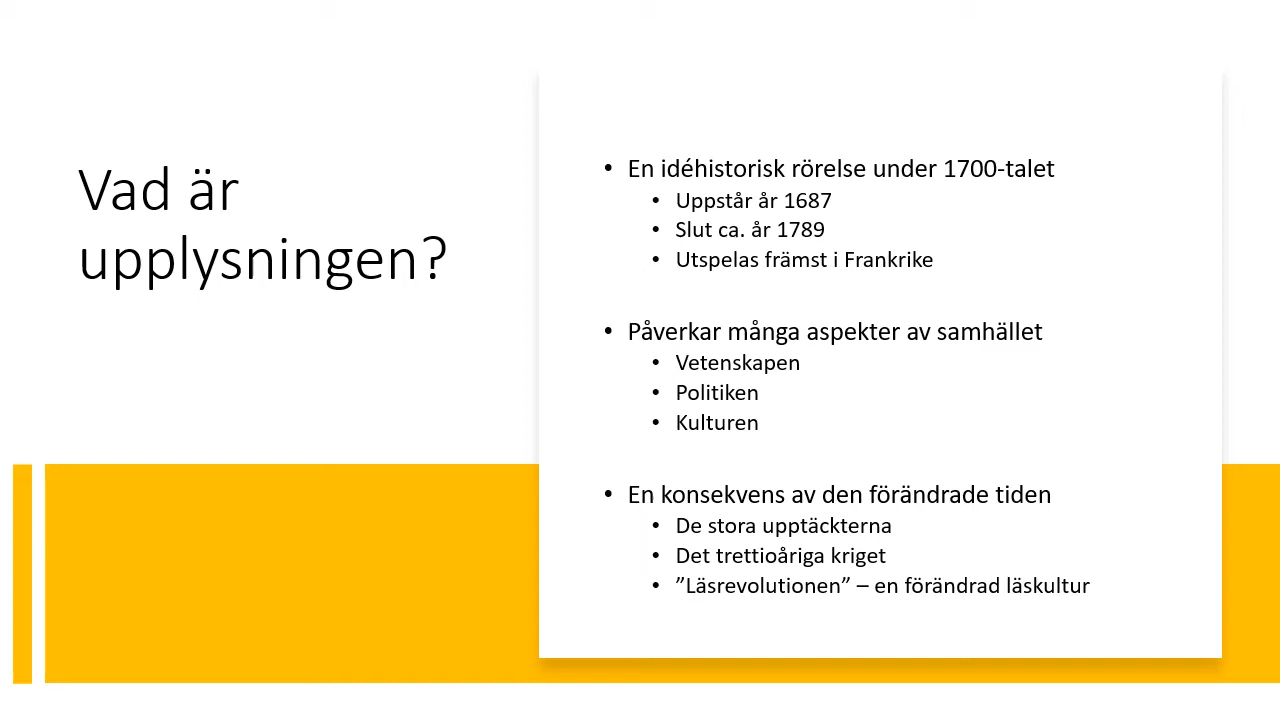 Vad är
upplysningen?
• En idéhistorisk rörelse under 1700-talet
• Uppstår år 1687
• Slut ca. år 1789
• Utspelas främst i Frankrike
• Påverkar många aspekter av samhället
• Vetenskapen
• Politiken
• Kulturen
• En konsekvens av den förändrade tiden
• De stora upptäckterna
• Det trettioåriga kriget
• ”Läsrevolutionen” – en förändrad läskultur